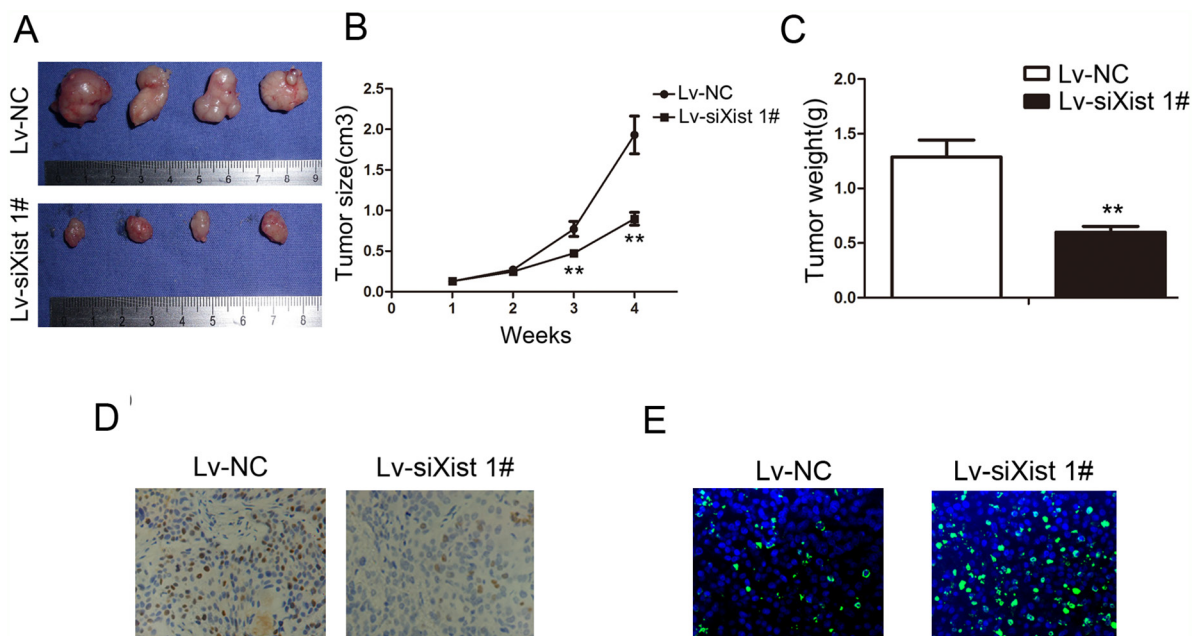 A
Lv-NC
1 2 3 4 5 6 7 8 9
Lv-siXist 1#
1 2 3 4 5 6 7 8
B
Lv-NC
Lv-siXist 1#
Tumor size(cm3)
2.5
2.0
1.5
1.0
0.5
0.0
**
**
0 1 2 3 4
Weeks
C
Lv-NC
Lv-siXist 1#
Tumor weight(g)
2.0
1.5
1.0
0.5
0.0
**
D
Lv-NC Lv-siXist 1#
E
Lv-NC Lv-siXist 1#